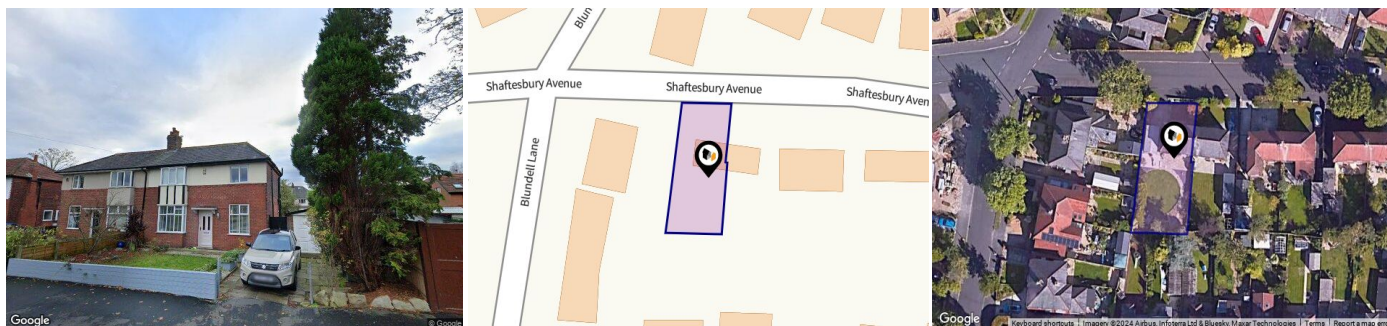 Google
© Google
Blun
Shaftesbury Avenue
Shaftesbury Avenue
Shaftesbury Aven
Blundell Lane
Google
Keyboard shortcuts
Imagery ©2024 Airbus, Infoterra Ltd & Bluesky, Maxar Technologies
Terms
Report a map err